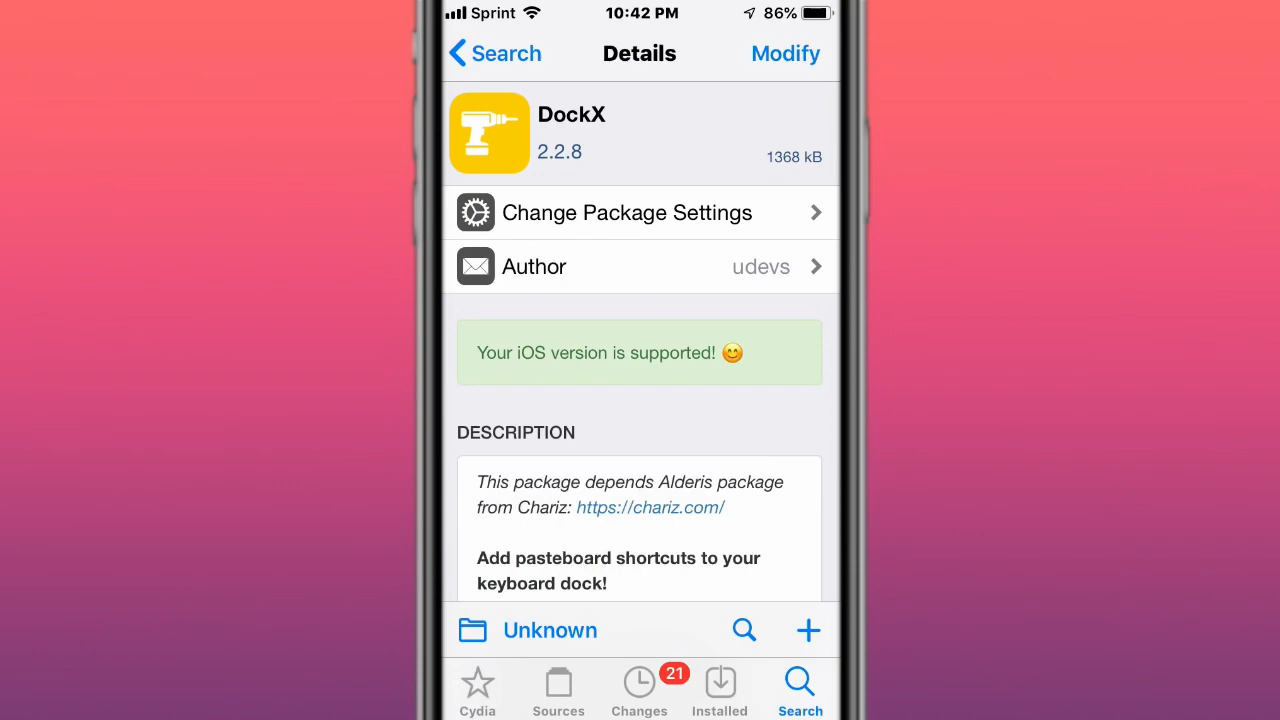 Sprint 10:42 PM 86%
Search Details Modify
DockX
2.2.8 1368 kB
Change Package Settings
Author udevs
Your iOS version is supported! 😊
DESCRIPTION
This package depends Alderis package
from Chariz: https://chariz.com/
Add pasteboard shortcuts to your
keyboard dock!
Unknown
21
Cydia Sources Changes Installed Search